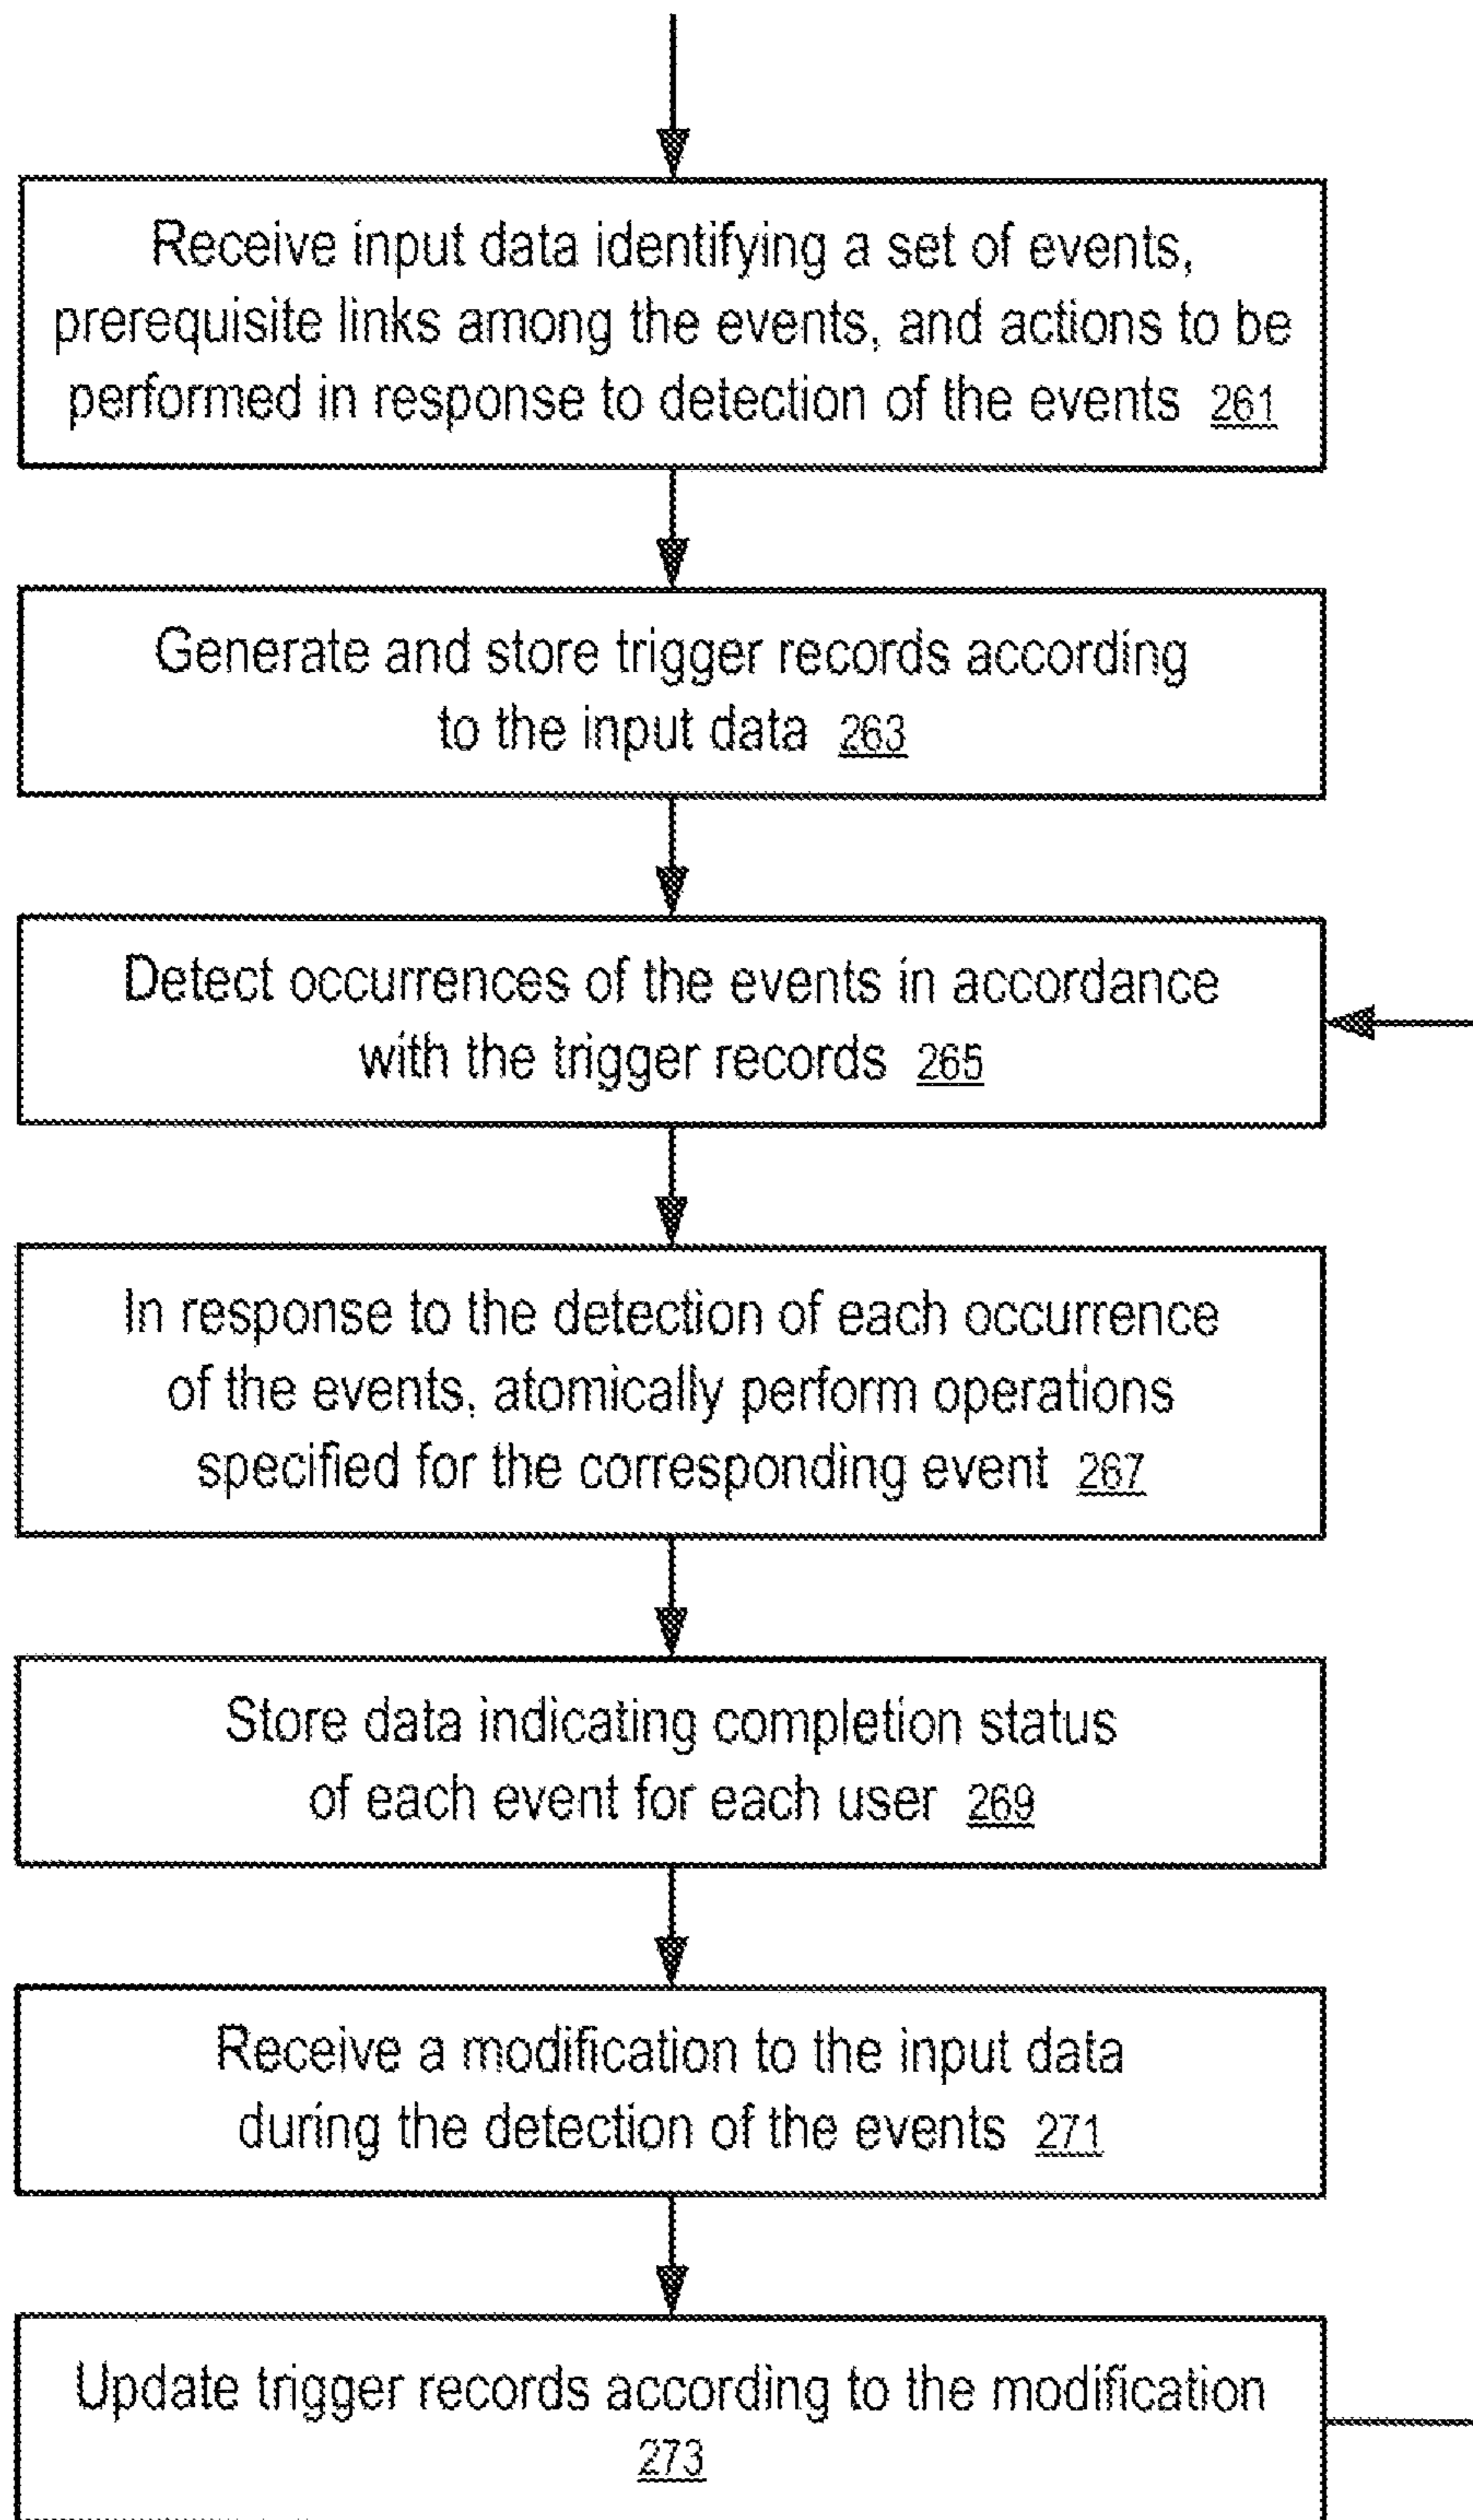 Receive input data identifying a set of events,
prerequisite links among the events, and actions to be
performed in response to detection of the events 261
Generate and store trigger records according
to the input data 263
Detect occurrences of the events in accordance
with the trigger records 265
In response to the detection of each occurrence
of the events, atomically perform operations
specified for the corresponding event 267
Store data indicating completion status
of each event for each user 269
Receive a modification to the input data
during the detection of the events 271
Update trigger records according to the modification
273